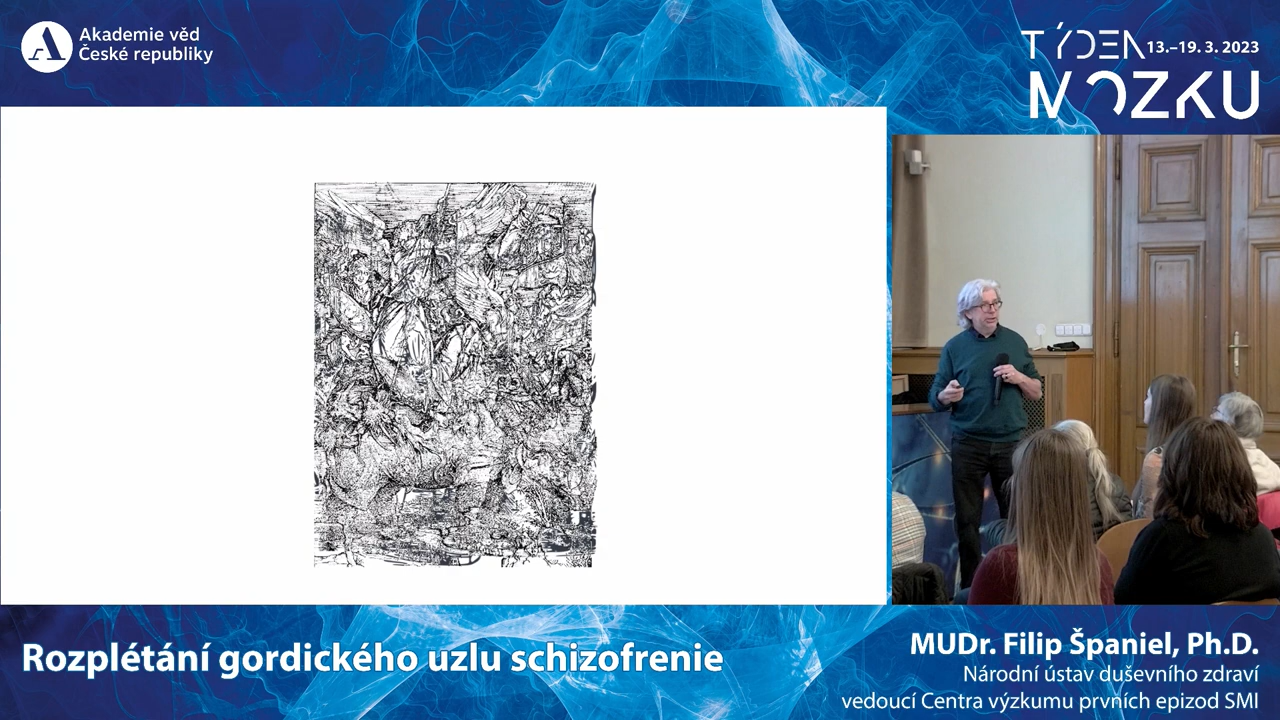 Akademie věd
České republiky
TÝDEN 13.–19. 3. 2023
MOZKU
Rozplétání gordického uzlu schizofrenie
MUDr. Filip Španiel, Ph.D.
Národní ústav duševního zdraví
vedoucí Centra výzkumu prvních epizod SMI